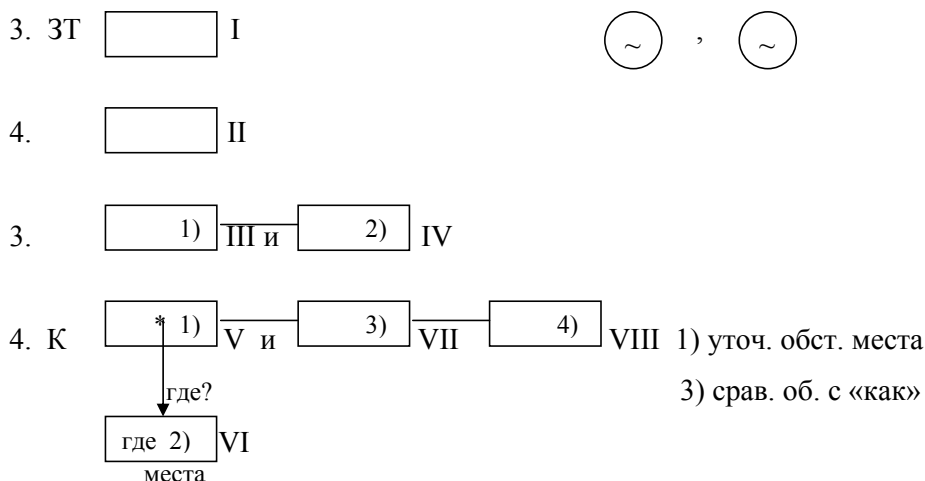 3. ЗТ I ~ , ~
4. II
3. 1) III и 2) IV
4. К * 1) V и 3) VII 4) VIII 1) уточ. обст. места
где? 3) срав. об. с «как»
где 2) VI
места